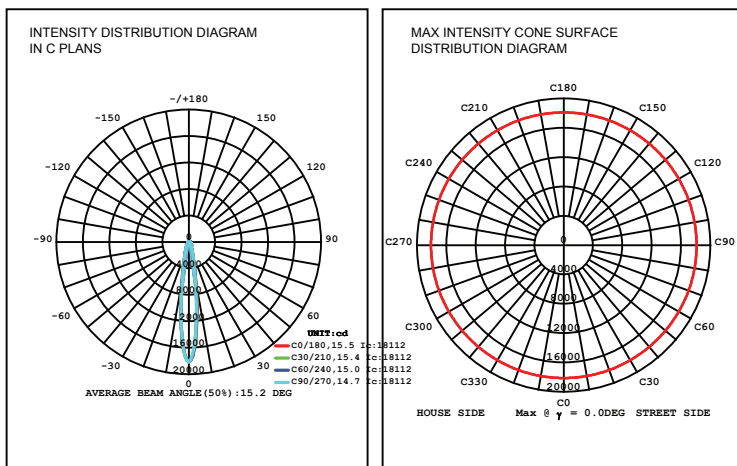 INTENSITY DISTRIBUTION DIAGRAM
IN C PLANS
-/+180
-150
150
-120
120
-90
90
-60
60
-30
30
0
0
4000
8000
12000
16000
20000
UNIT:cd
C0/180,15.5 Ic:18112
C30/210,15.4 Ic:18112
C60/240,15.0 Ic:18112
C90/270,14.7 Ic:18112
AVERAGE BEAM ANGLE(50%):15.2 DEG
MAX INTENSITY CONE SURFACE
DISTRIBUTION DIAGRAM
C180
C210
C150
C240
C120
C270
C90
C300
C60
C330
C30
C0
0
4000
8000
12000
16000
20000
HOUSE SIDE Max @ γ = 0.0DEG STREET SIDE